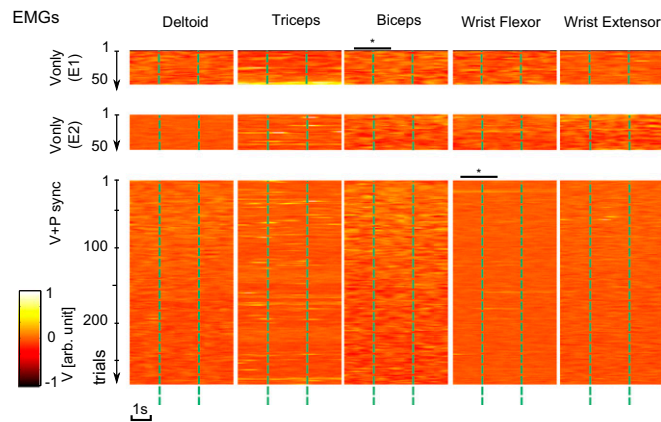 EMGs
Deltoid Triceps Biceps Wrist Flexor Wrist Extensor
*
Vonly
(E1)
1
50
Vonly
(E2)
1
50
*
V+P sync
1
100
200
trials
V [arb. unit]
1
0
-1
1s